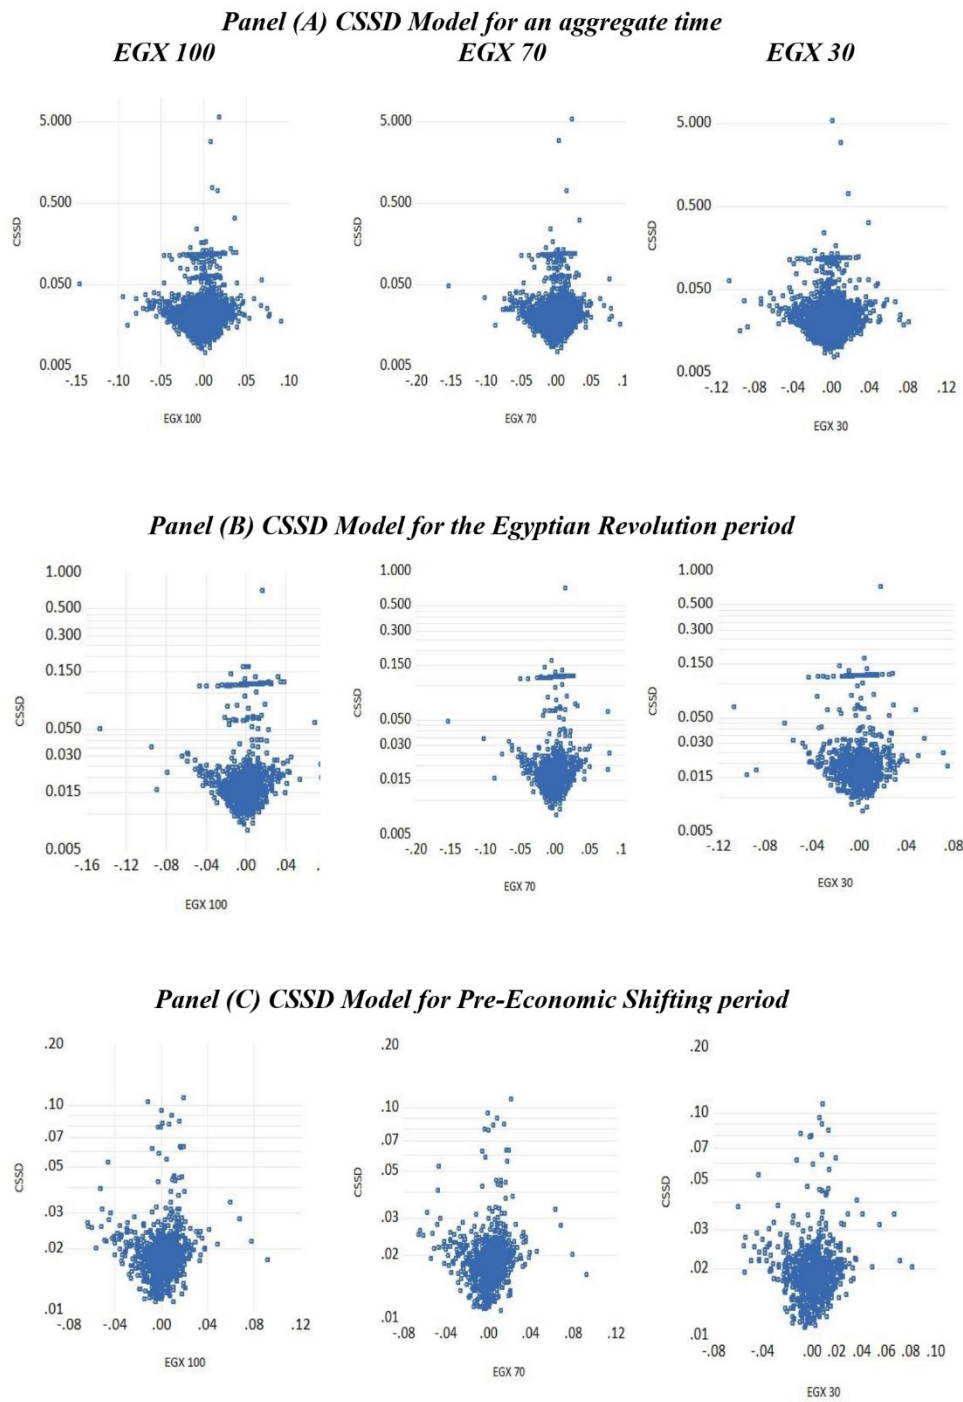 Panel (A) CSSD Model for an aggregate time
EGX 100 EGX 70 EGX 30
5.000
0.500
0.050
0.005
CSSD
-.15 -.10 -.05 .00 .05 .10
EGX 100
5.000
0.500
0.050
0.005
CSSD
-.20 -.15 -.10 -.05 .00 .05 .1
EGX 70
5.000
0.500
0.050
0.005
CSSD
-.12 -.08 -.04 .00 .04 .08 .12
EGX 30
Panel (B) CSSD Model for the Egyptian Revolution period
1.000
0.500
0.300
0.150
0.050
0.030
0.015
0.005
CSSD
-.16 -.12 -.08 -.04 .00 .04 .
EGX 100
1.000
0.500
0.300
0.150
0.050
0.030
0.015
0.005
CSSD
-.20 -.15 -.10 -.05 .00 .05 .1
EGX 70
1.000
0.500
0.300
0.150
0.050
0.030
0.015
0.005
CSSD
-.12 -.08 -.04 .00 .04 .08
EGX 30
Panel (C) CSSD Model for Pre-Economic Shifting period
.20
.10
.07
.05
.03
.02
.01
CSSD
-.08 -.04 .00 .04 .08 .12
EGX 100
.20
.10
.07
.05
.03
.02
.01
CSSD
-.08 -.04 .00 .04 .08 .12
EGX 70
.20
.10
.07
.05
.03
.02
.01
CSSD
-.08 -.04 .00 .02 .04 .06 .08 .10
EGX 30